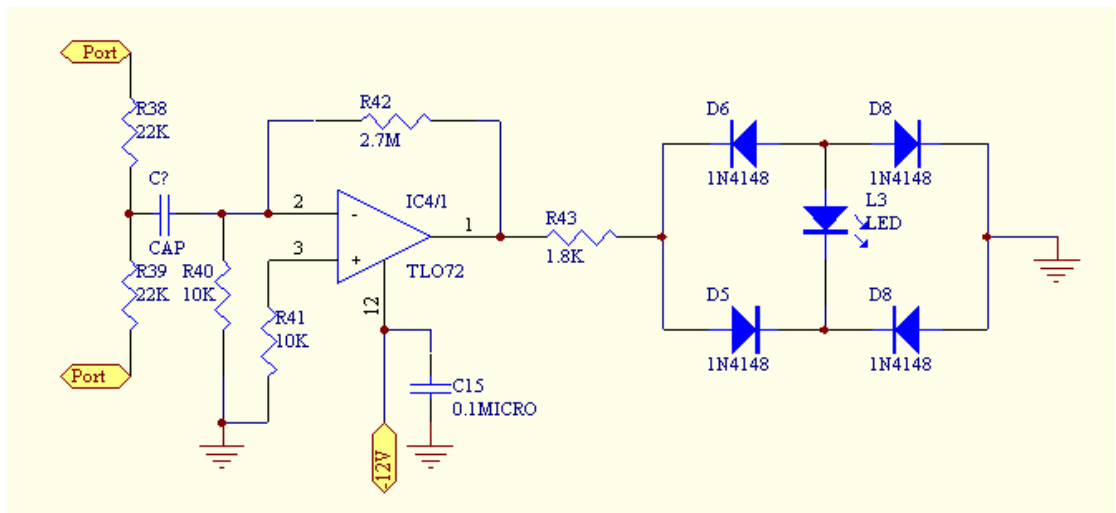 Port
R38
22K
C?
CAP
R39
22K
Port
R40
10K
R41
10K
R42
2.7M
2
-
3
+
IC4/1
TLO72
1
12
C15
0.1MICRO
-12V
R43
1.8K
D6
1N4148
D8
1N4148
L3
LED
D5
1N4148
D8
1N4148